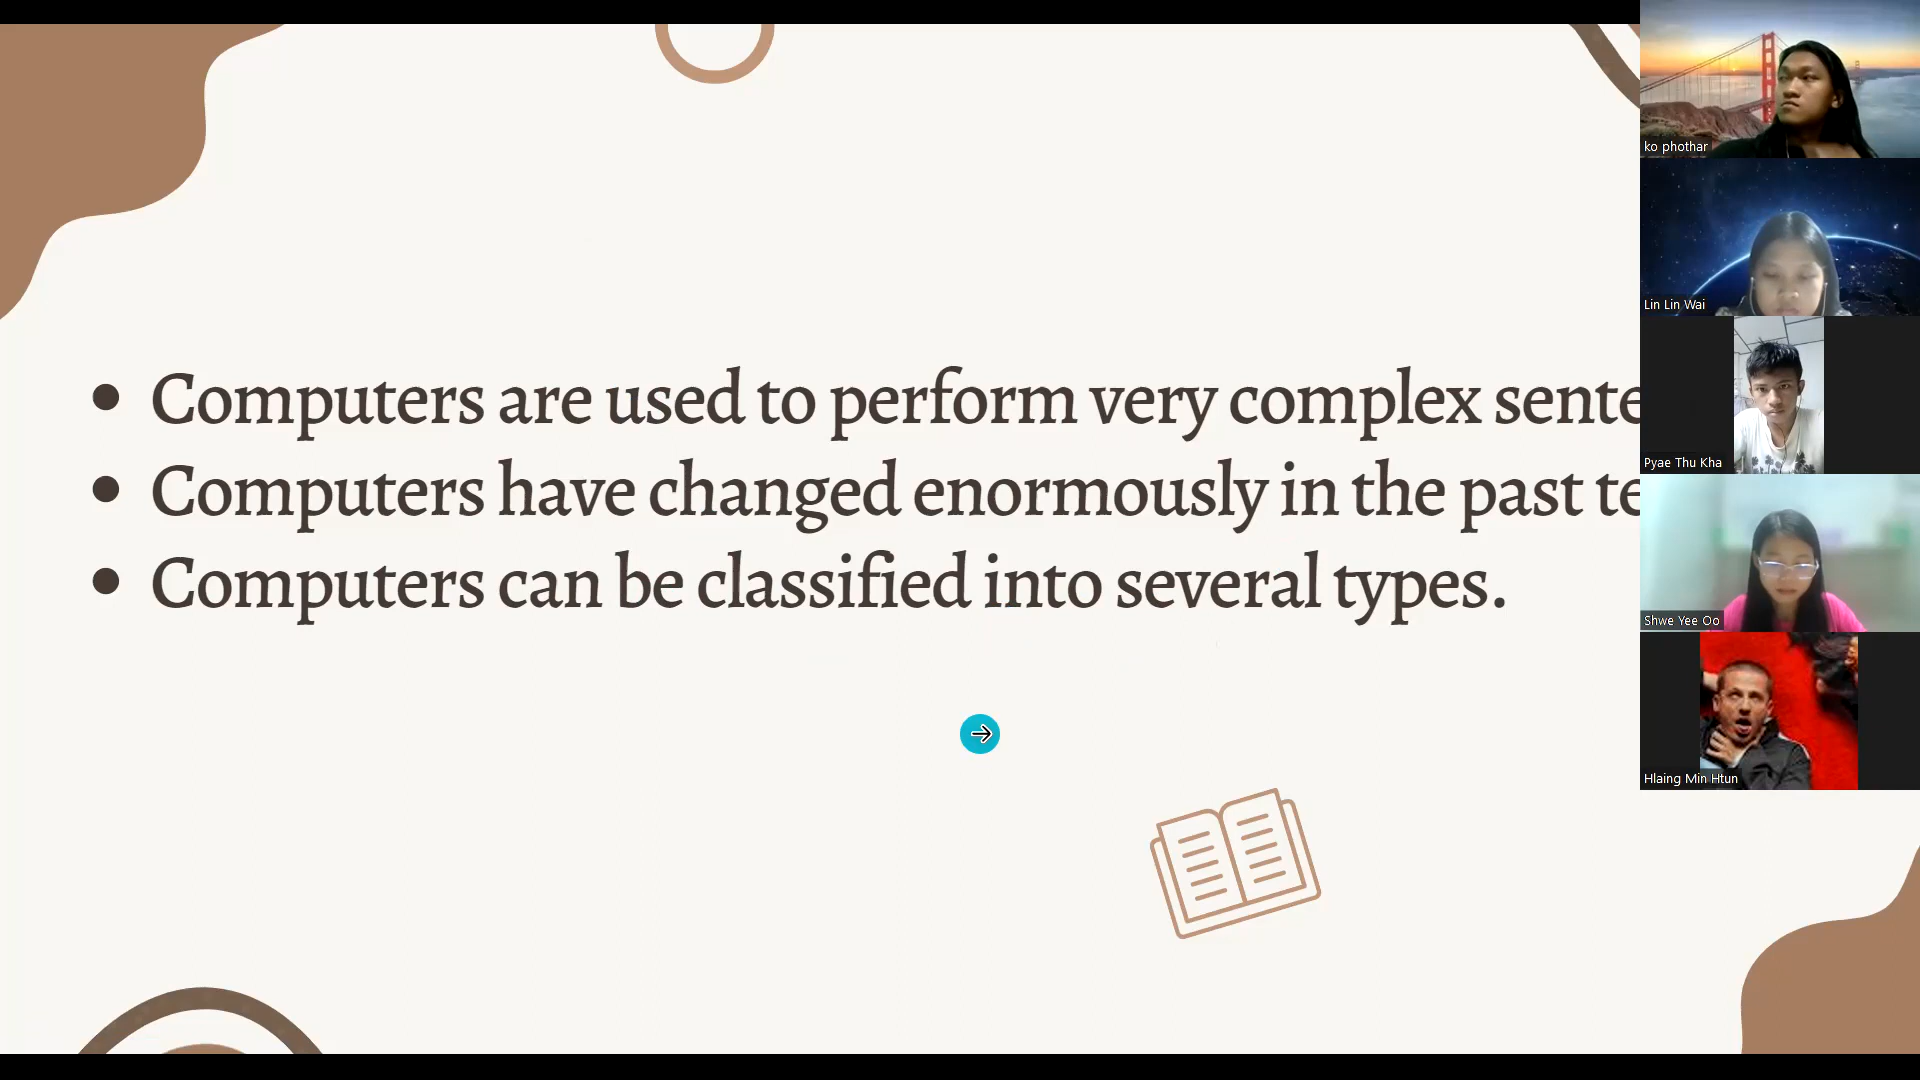 • Computers are used to perform very complex sente
• Computers have changed enormously in the past te
• Computers can be classified into several types.
ko phothar
Lin Lin Wai
Pyae Thu Kha
Shwe Yee Oo
Hlaing Min Htun